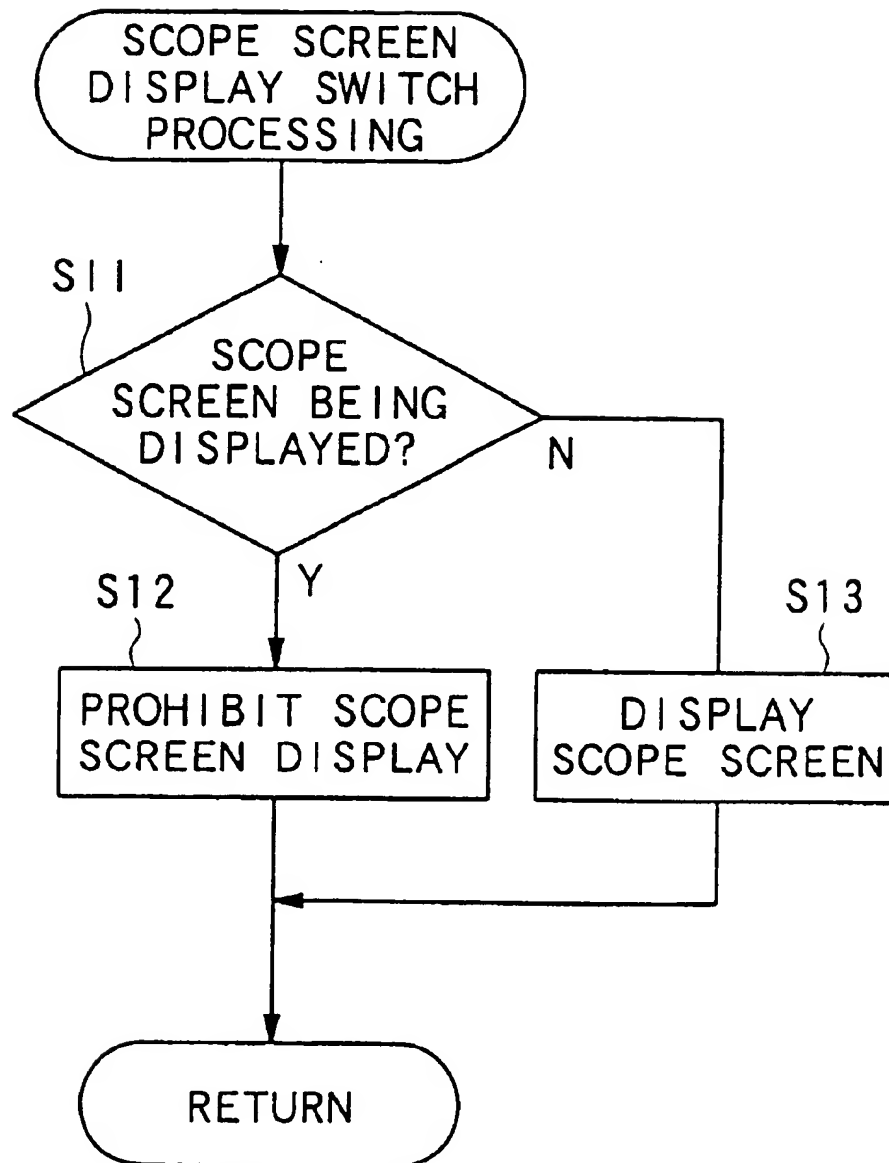 SCOPE SCREEN
DISPLAY SWITCH
PROCESSING
S11
SCOPE
SCREEN BEING
DISPLAYED?
N
Y
S12
S13
PROHIBIT SCOPE
SCREEN DISPLAY
DISPLAY
SCOPE SCREEN
RETURN